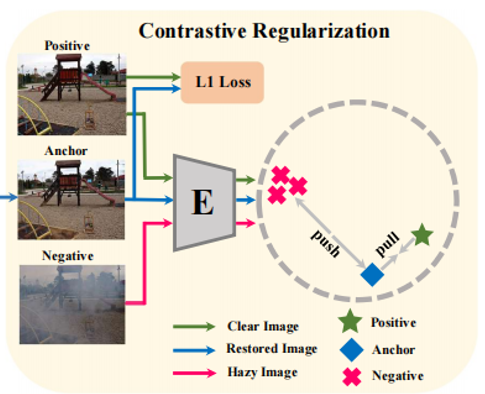 Contrastive Regularization
Positive
L1 Loss
Anchor
E
push
pull
Negative
Clear Image
Positive
Restored Image
Anchor
Hazy Image
Negative